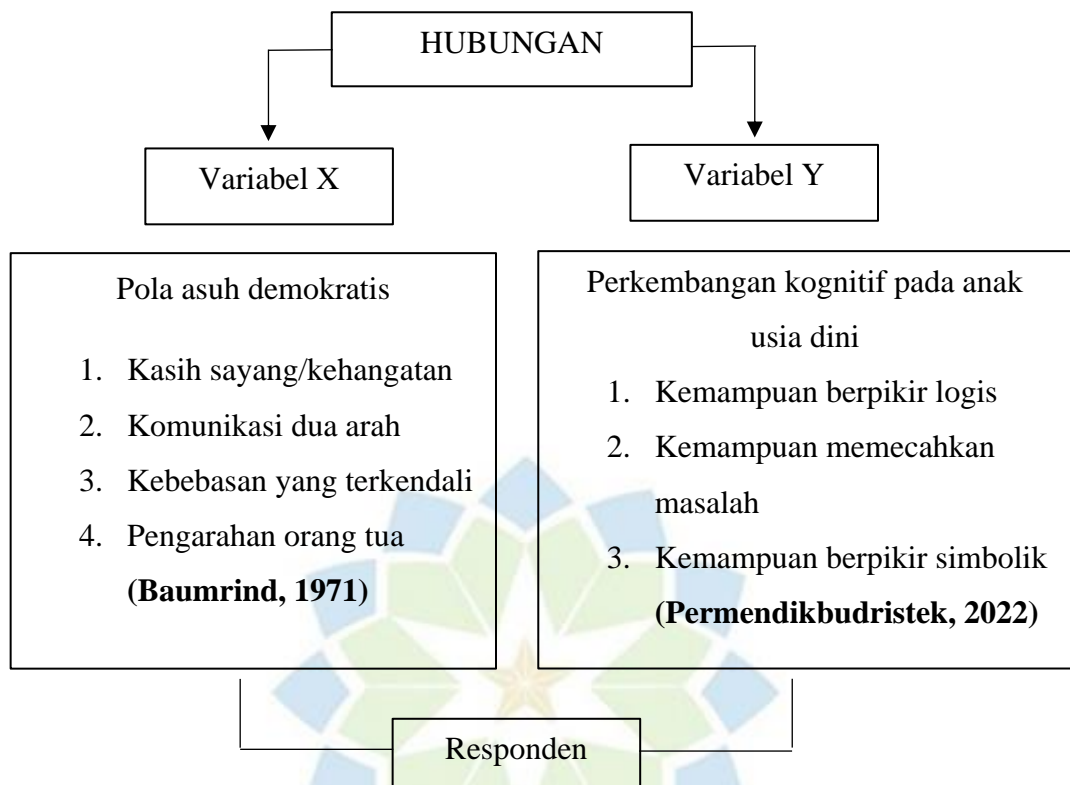 HUBUNGAN
Variabel X
Variabel Y
Pola asuh demokratis
1. Kasih sayang/kehangatan
2. Komunikasi dua arah
3. Kebebasan yang terkendali
4. Pengarahan orang tua
(Baumrind, 1971)
Perkembangan kognitif pada anak
usia dini
1. Kemampuan berpikir logis
2. Kemampuan memecahkan
masalah
3. Kemampuan berpikir simbolik
(Permendikbudristek, 2022)
Responden